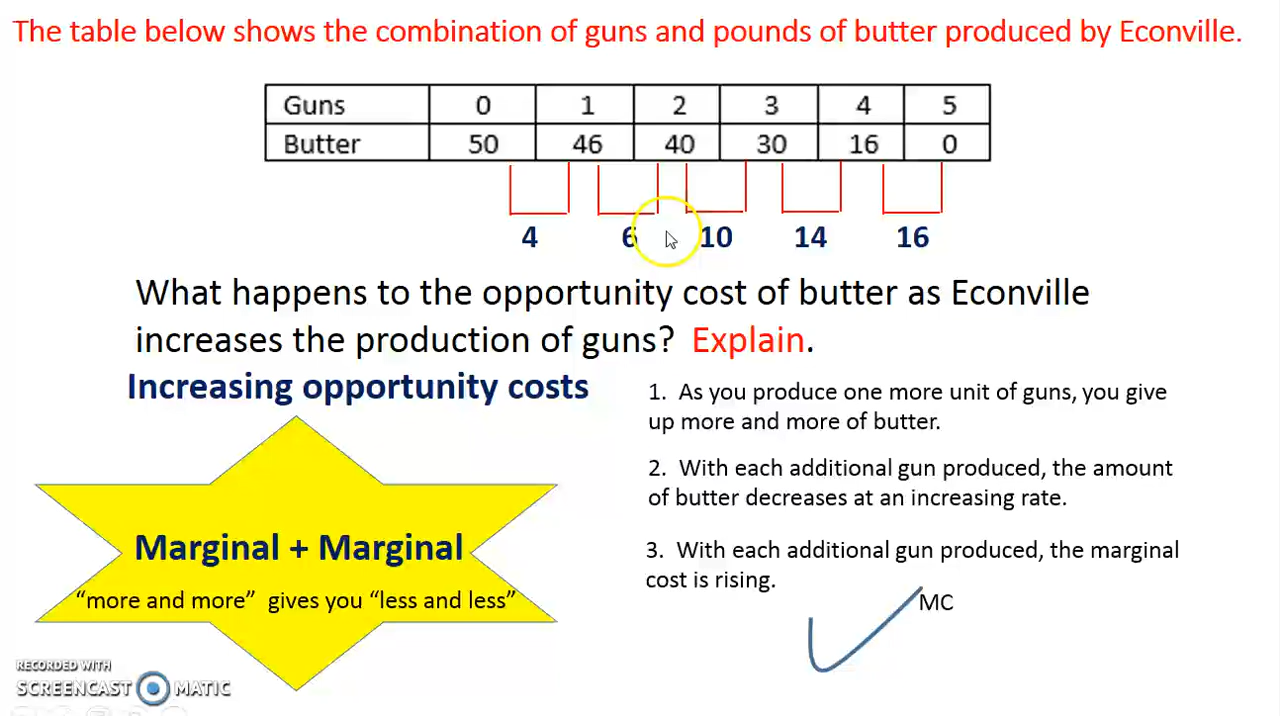 The table below shows the combination of guns and pounds of butter produced by Econville.
Guns 0 1 2 3 4 5
Butter 50 46 40 30 16 0
4 6 10 14 16
What happens to the opportunity cost of butter as Econville
increases the production of guns? Explain.
Increasing opportunity costs
1. As you produce one more unit of guns, you give
up more and more of butter.
2. With each additional gun produced, the amount
of butter decreases at an increasing rate.
Marginal + Marginal
"more and more" gives you "less and less"
3. With each additional gun produced, the marginal
cost is rising.
MC
RECORDED WITH
SCREENCAST MATIC